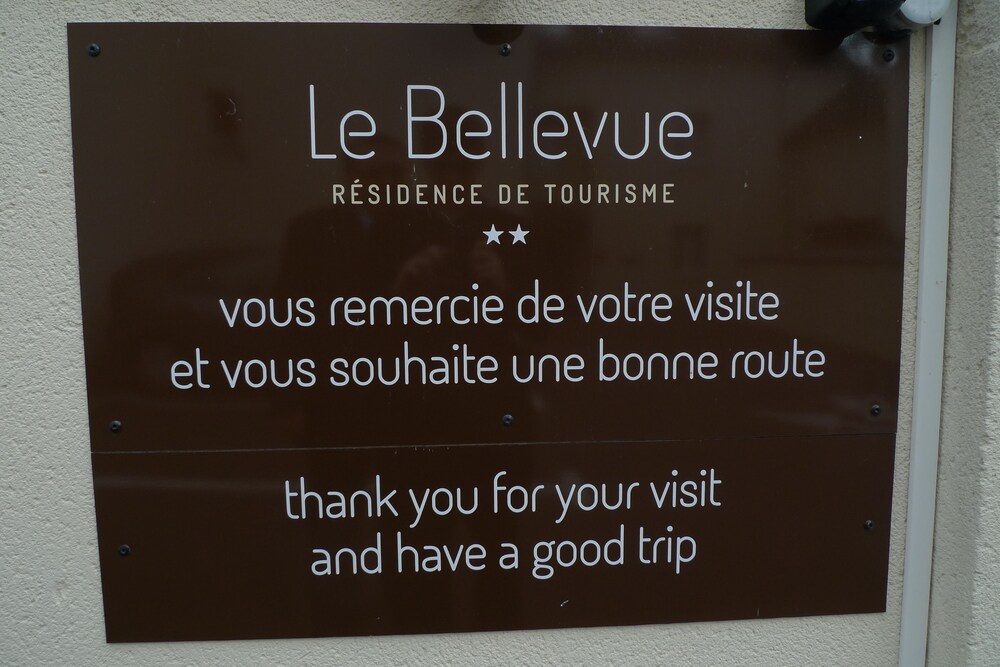 Le Bellevue
RÉSIDENCE DE TOURISME
★★
vous remercie de votre visite
et vous souhaite une bonne route
thank you for your visit
and have a good trip